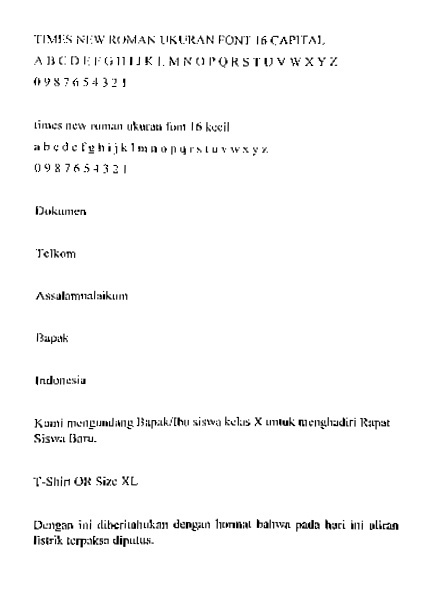 TIMES NEW ROMAN UKURAN FONT 16 CAPITAL
A B C D E F G H I J K L M N O P Q R S T U V W X Y Z
0 9 8 7 6 5 4 3 2 1
times new roman ukuran font 16 kecil
a b c d e f g h i j k l m n o p q r s t u v w x y z
0 9 8 7 6 5 4 3 2 1
Dokumen
Telkom
Assalamualaikum
Bapak
Indonesia
Kami mengundang Bapak/Ibu siswa kelas X untuk menghadiri Rapat
Siswa Baru.
T-Shirt OR Size XL
Dengan ini diberitahukan dengan hormat bahwa pada hari ini aliran
listrik terpaksa diputus.